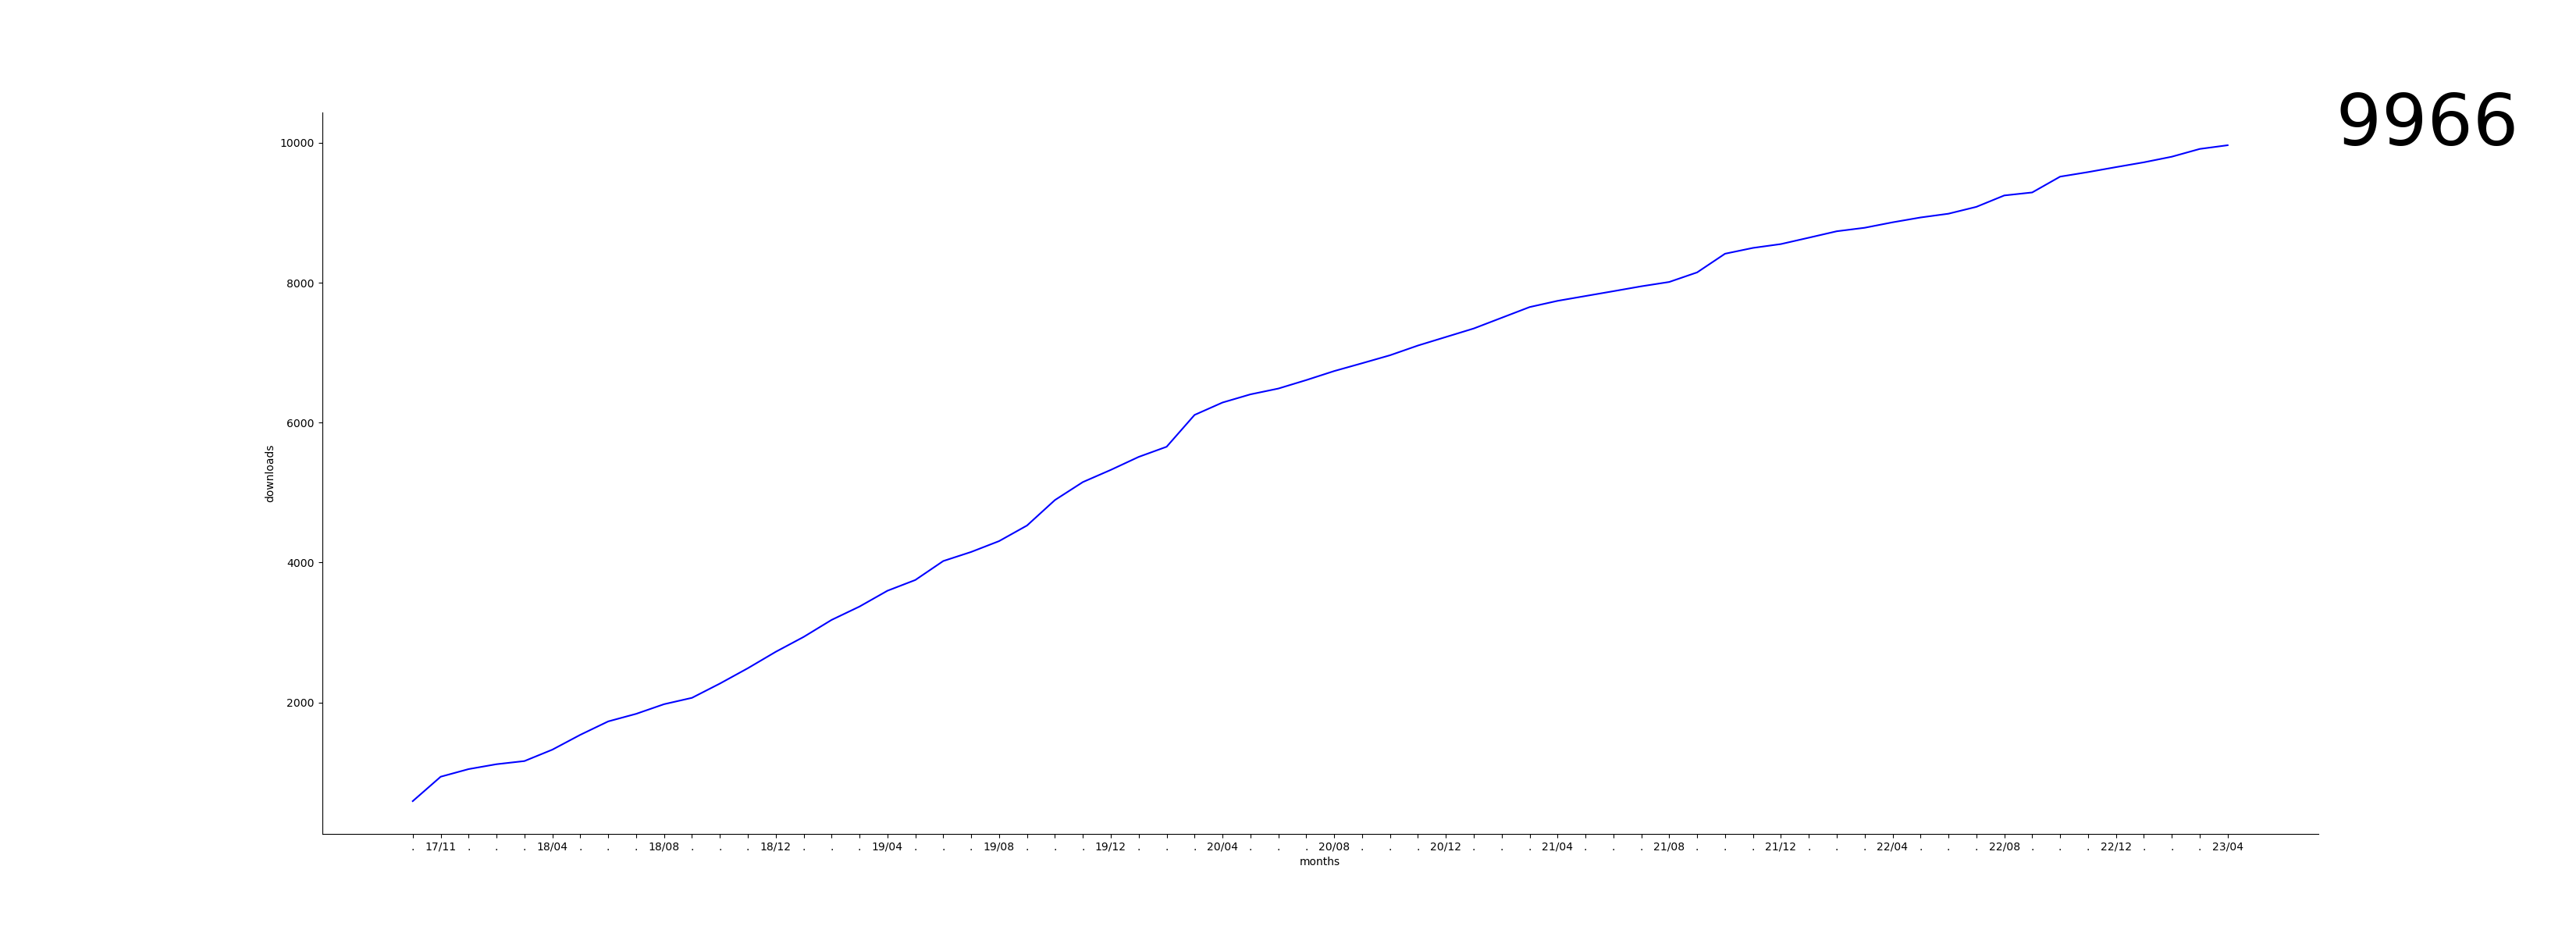 9966
10000
8000
6000
4000
2000
downloads
. 17/11 . . . 18/04 . . . 18/08 . . . 18/12 . . . 19/04 . . . 19/08 . . . 19/12 . . . 20/04 . . . 20/08 . . . 20/12 . . . 21/04 . . . 21/08 . . . 21/12 . . . 22/04 . . . 22/08 . . . 22/12 . . . 23/04
months